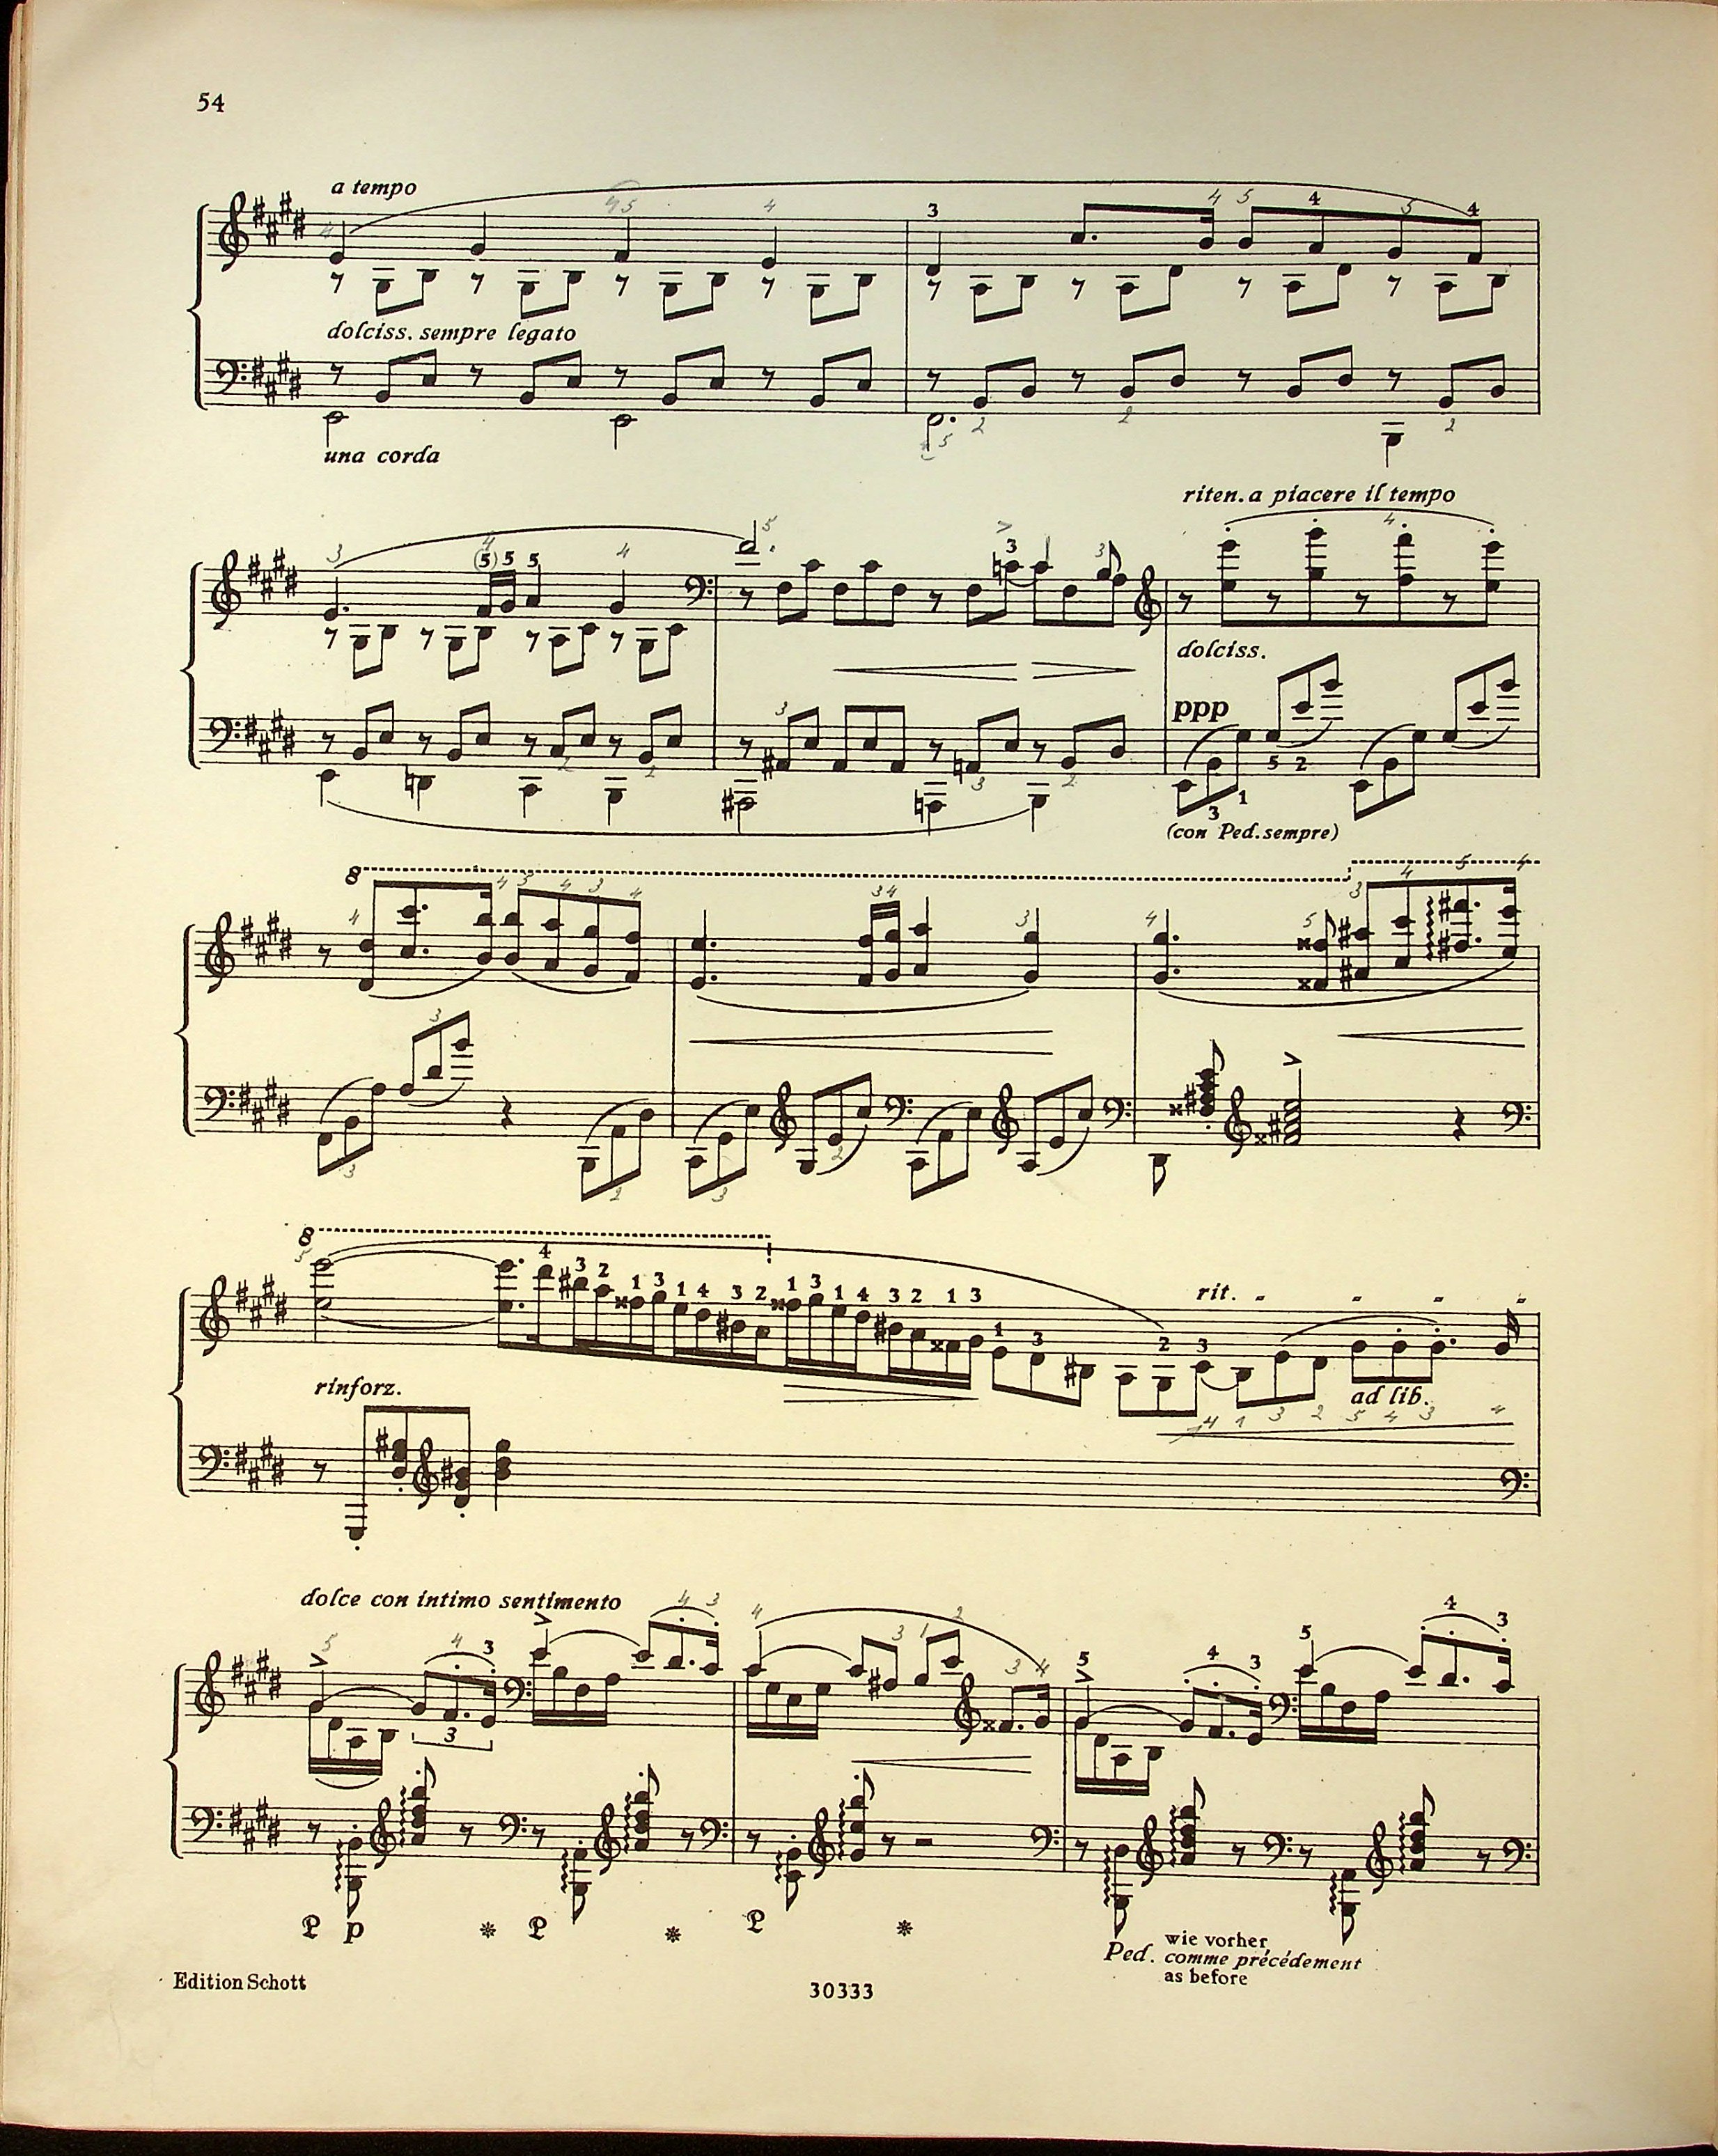 54
a tempo
dolciss. sempre legato
una corda
riten. a piacere il tempo
dolciss.
ppp
(con Ped. sempre)
8
8
rit.
rinforz.
ad lib.
dolce con intimo sentimento
3
P p * P * P *
Ped. wie vorher
comme précédement
as before
Edition Schott
30333